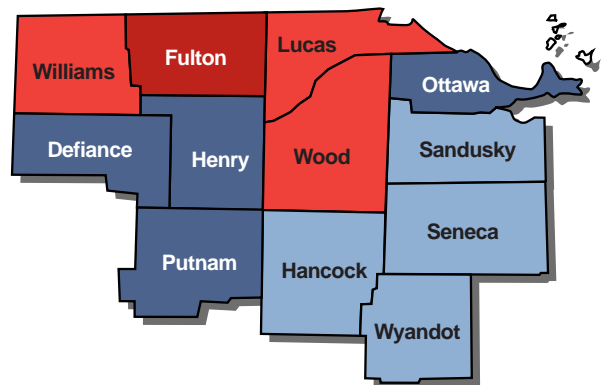 Williams
Fulton
Lucas
Ottawa
Defiance
Henry
Wood
Sandusky
Putnam
Hancock
Seneca
Wyandot